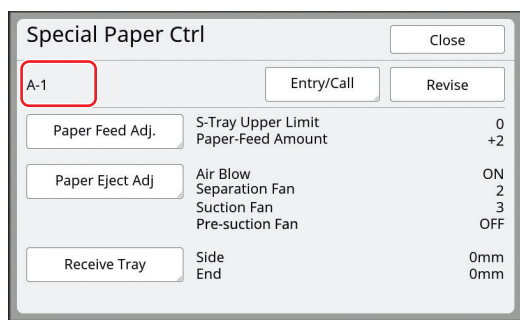 Special Paper Ctrl
Close
A-1
Entry/Call
Revise
Paper Feed Adj.
S-Tray Upper Limit 0
Paper-Feed Amount +2
Paper Eject Adj
Air Blow ON
Separation Fan 2
Suction Fan 3
Pre-suction Fan OFF
Receive Tray
Side 0mm
End 0mm